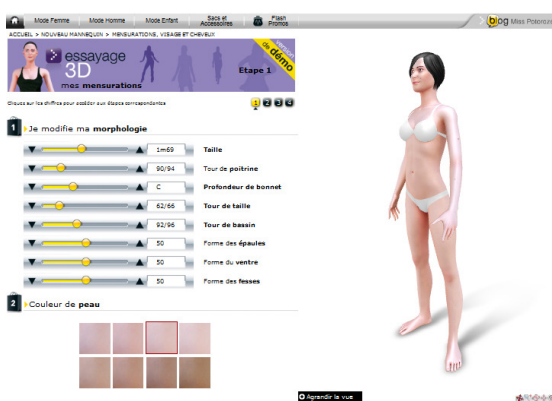 Mode Femme Mode Homme Mode Enfant Sacs et Accessoires Flash Promos
blog Miss Potencie
ACCUEIL > NOUVEAU MANNEQUIN > MENSURATIONS, VISAGE ET CHEVEUX
essayage
3D
mes mensurations
version de démo
Etape 1
Cliquez sur les chiffres pour accéder aux étapes correspondantes
1 2 3 4
1 Je modifie ma morphologie
1m69 Taille
90/94 Tour de poitrine
C Profondeur de bonnet
62/66 Tour de taille
92/96 Tour de bassin
50 Forme des épaules
50 Forme du ventre
50 Forme des fesses
2 Couleur de peau
Agrandir la vue